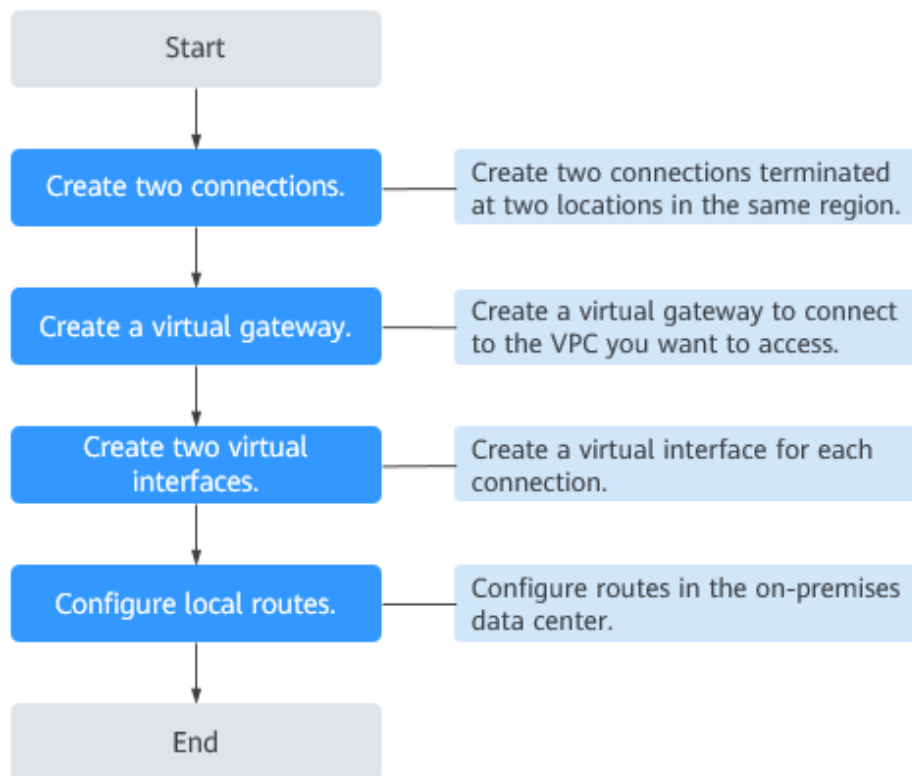 Start
Create two connections.
Create two connections terminated
at two locations in the same region.
Create a virtual gateway.
Create a virtual gateway to connect
to the VPC you want to access.
Create two virtual
interfaces.
Create a virtual interface for each
connection.
Configure local routes.
Configure routes in the on-premises
data center.
End